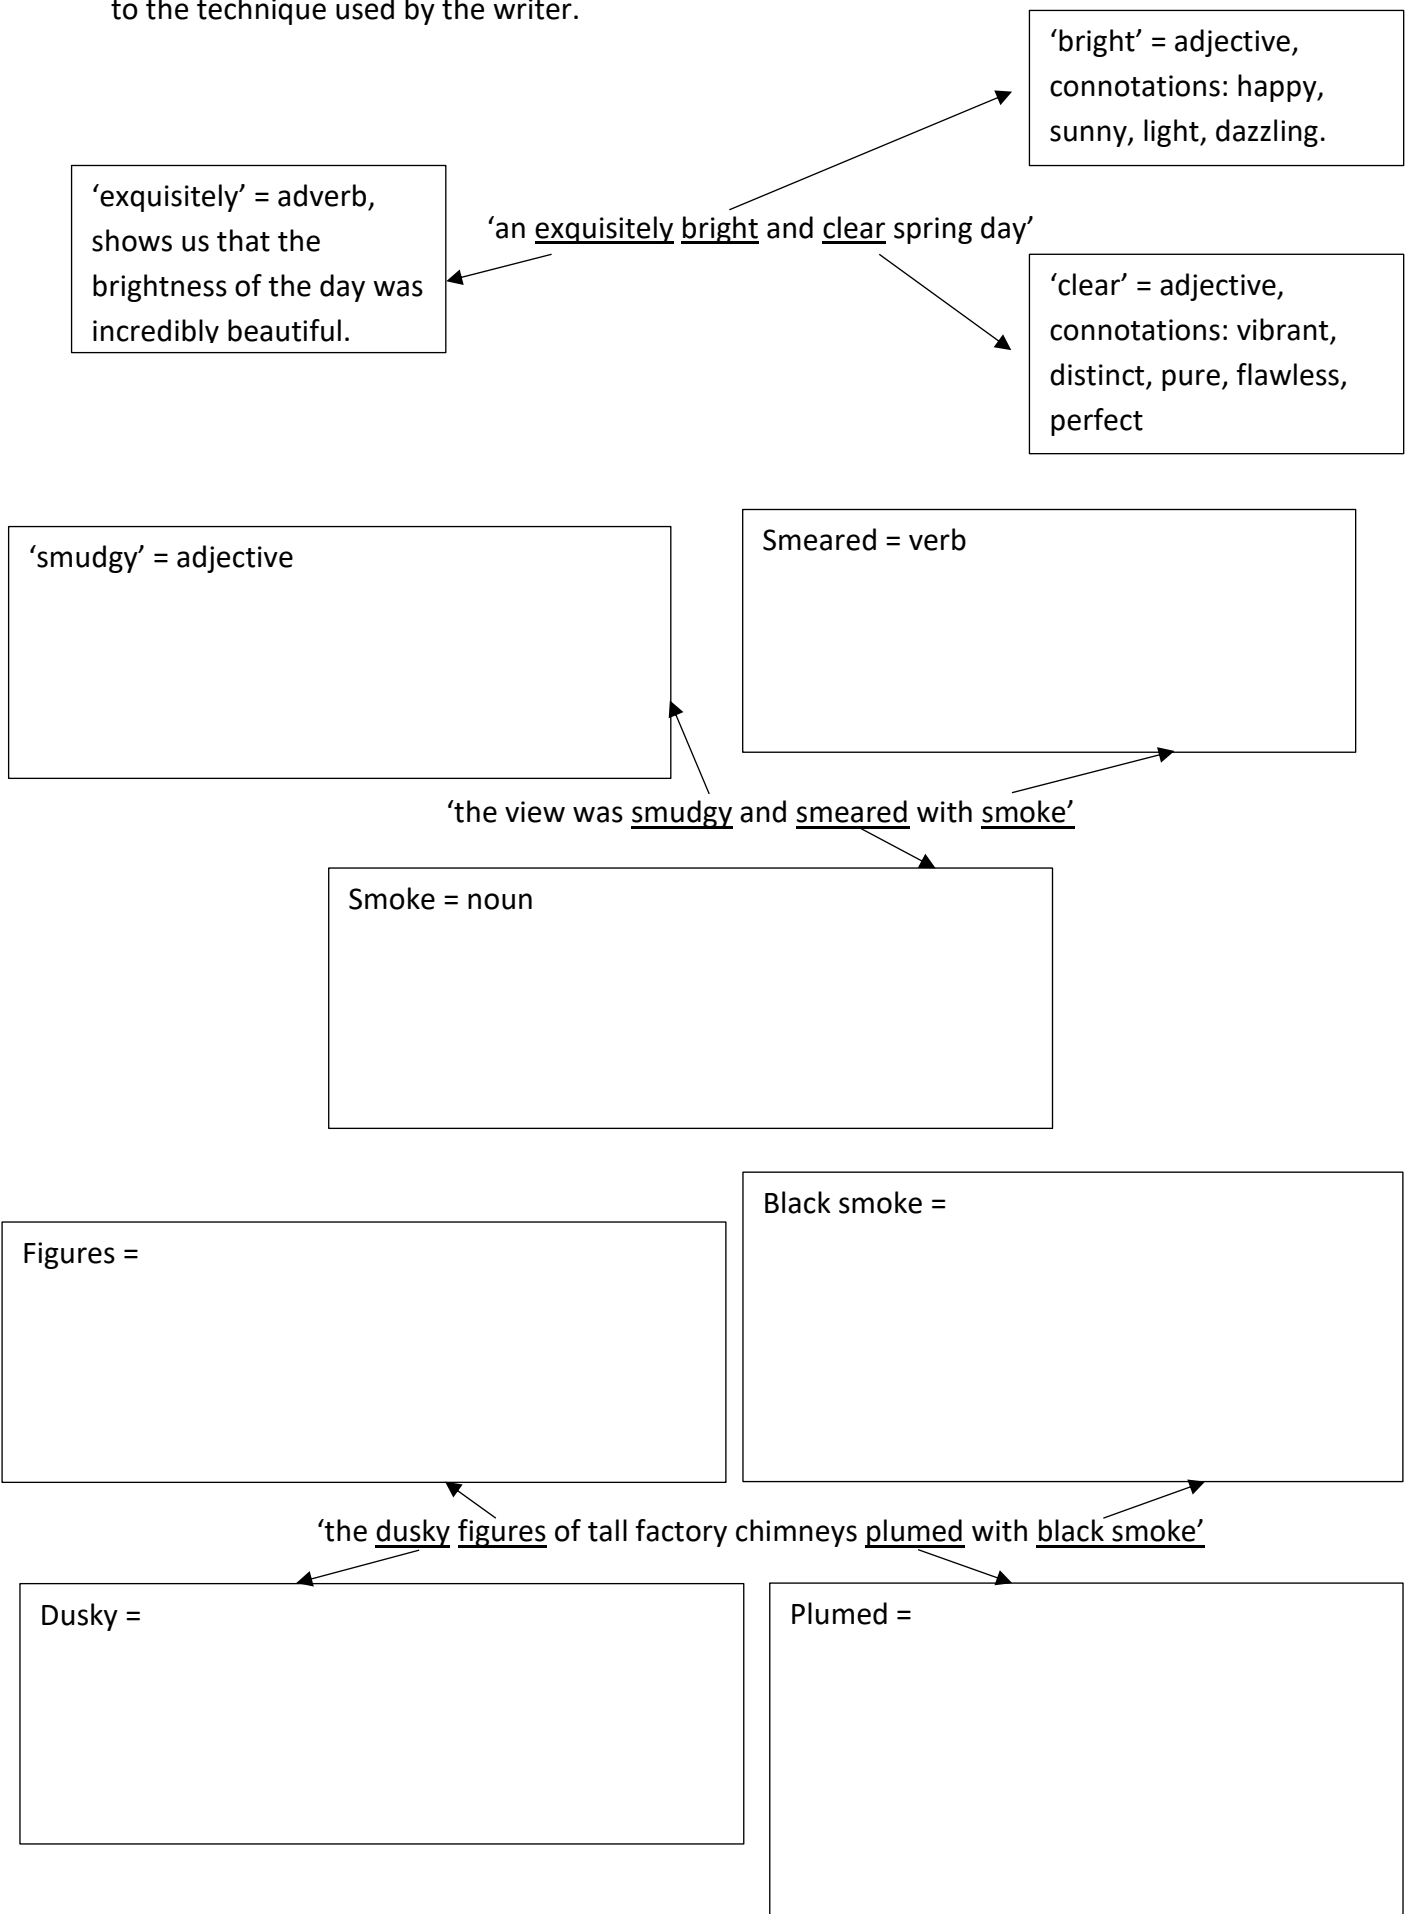 to the technique used by the writer.
‘bright’ = adjective,
connotations: happy,
sunny, light, dazzling.
‘exquisitely’ = adverb,
shows us that the
brightness of the day was
incredibly beautiful.
‘an exquisitely bright and clear spring day’
‘clear’ = adjective,
connotations: vibrant,
distinct, pure, flawless,
perfect
‘smudgy’ = adjective
Smeared = verb
‘the view was smudgy and smeared with smoke’
Smoke = noun
Black smoke =
Figures =
‘the dusky figures of tall factory chimneys plumed with black smoke’
Dusky =
Plumed =